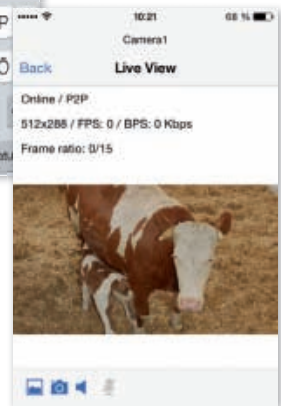 10:21 68 %
Camera1
Back Live View
Online / P2P
512x288 / FPS: 0 / BPS: 0 Kbps
Frame ratio: 0/15